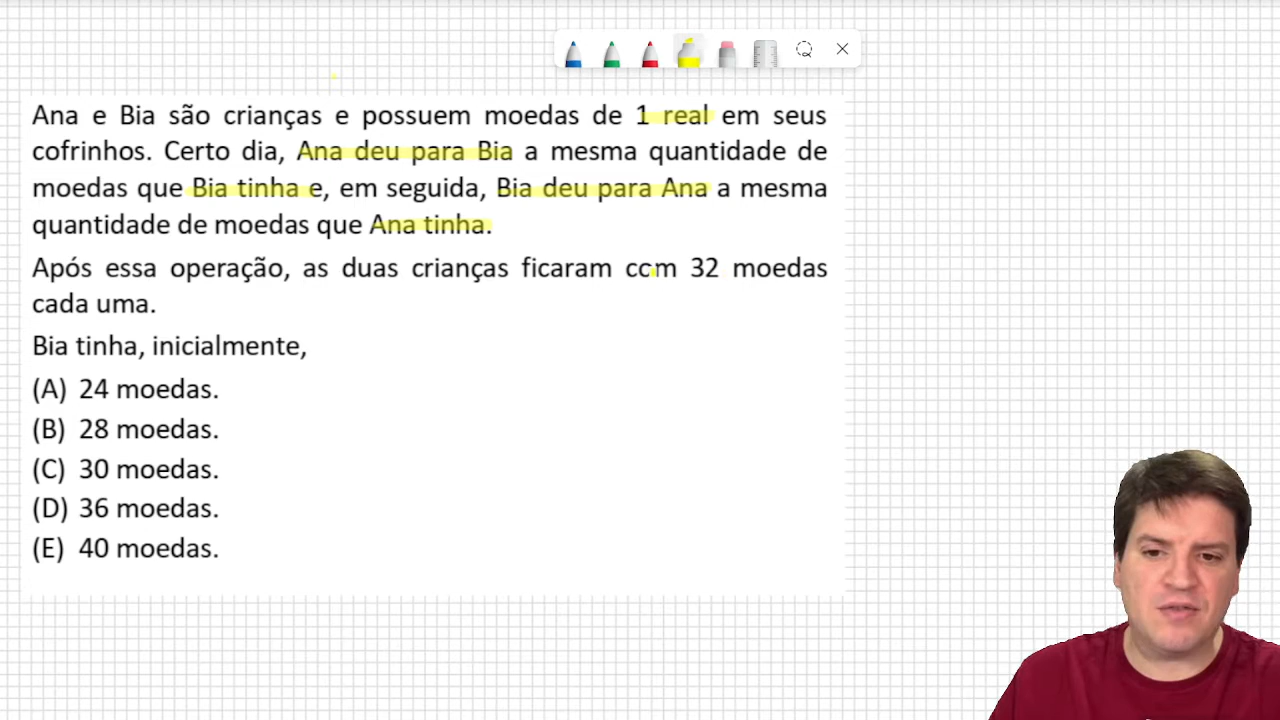 Ana e Bia são crianças e possuem moedas de 1 real em seus
cofrinhos. Certo dia, Ana deu para Bia a mesma quantidade de
moedas que Bia tinha e, em seguida, Bia deu para Ana a mesma
quantidade de moedas que Ana tinha.
Após essa operação, as duas crianças ficaram com 32 moedas
cada uma.
Bia tinha, inicialmente,
(A) 24 moedas.
(B) 28 moedas.
(C) 30 moedas.
(D) 36 moedas.
(E) 40 moedas.